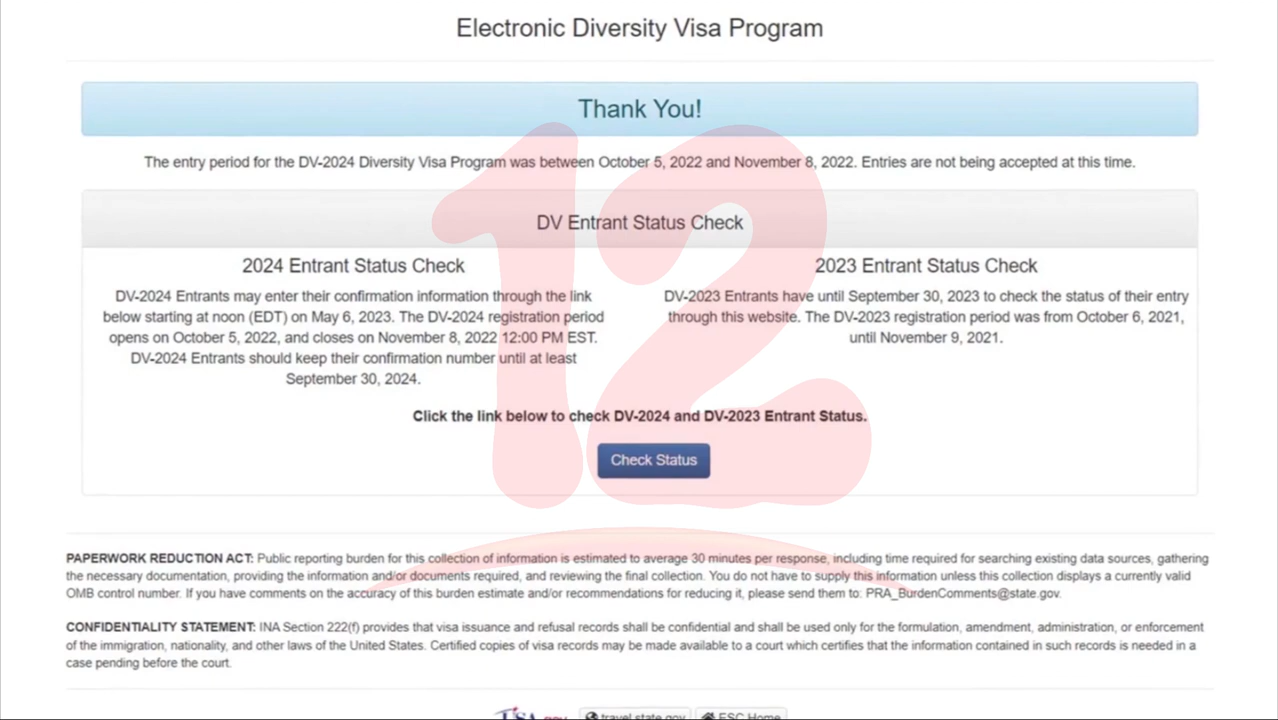 Electronic Diversity Visa Program
Thank You!
The entry period for the DV-2024 Diversity Visa Program was between October 5, 2022 and November 8, 2022. Entries are not being accepted at this time.
DV Entrant Status Check
2024 Entrant Status Check
DV-2024 Entrants may enter their confirmation information through the link
below starting at noon (EDT) on May 6, 2023. The DV-2024 registration period
opens on October 5, 2022, and closes on November 8, 2022 12:00 PM EST.
DV-2024 Entrants should keep their confirmation number until at least
September 30, 2024.
2023 Entrant Status Check
DV-2023 Entrants have until September 30, 2023 to check the status of their entry
through this website. The DV-2023 registration period was from October 6, 2021,
until November 9, 2021.
Click the link below to check DV-2024 and DV-2023 Entrant Status.
Check Status
12
PAPERWORK REDUCTION ACT: Public reporting burden for this collection of information is estimated to average 30 minutes per response, including time required for searching existing data sources, gathering
the necessary documentation, providing the information and/or documents required, and reviewing the final collection. You do not have to supply this information unless this collection displays a currently valid
OMB control number. If you have comments on the accuracy of this burden estimate and/or recommendations for reducing it, please send them to: PRA_BurdenComments@state.gov.
CONFIDENTIALITY STATEMENT: INA Section 222(f) provides that visa issuance and refusal records shall be confidential and shall be used only for the formulation, amendment, administration, or enforcement
of the immigration, nationality, and other laws of the United States. Certified copies of visa records may be made available to a court which certifies that the information contained in such records is needed in a
case pending before the court.
USA.gov travel.state.gov ESC Home